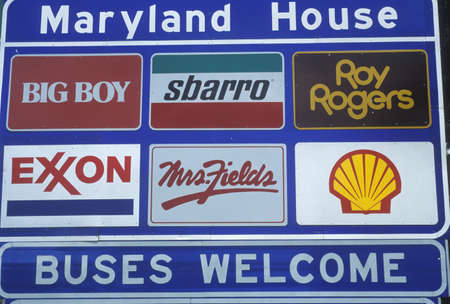 Maryland House
BIG BOY
sbarro
Roy
Rogers
EXXON
Mrs. Fields
BUSES WELCOME